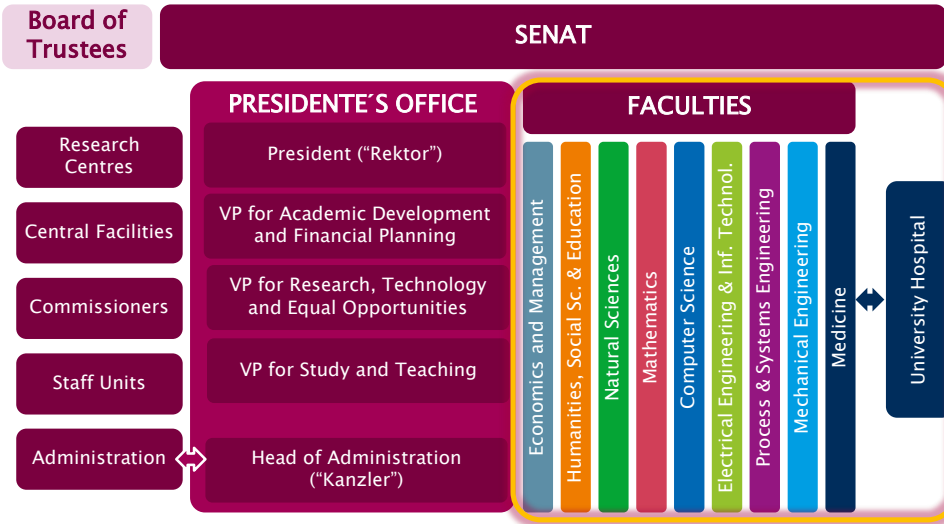 Board of
Trustees
SENAT
Research
Centres
Central Facilities
Commissioners
Staff Units
Administration
PRESIDENTE´S OFFICE
President (“Rektor”)
VP for Academic Development
and Financial Planning
VP for Research, Technology
and Equal Opportunities
VP for Study and Teaching
Head of Administration
(“Kanzler”)
FACULTIES
Economics and Management
Humanities, Social Sc. & Education
Natural Sciences
Mathematics
Computer Science
Electrical Engineering & Inf. Technol.
Process & Systems Engineering
Mechanical Engineering
Medicine
University Hospital